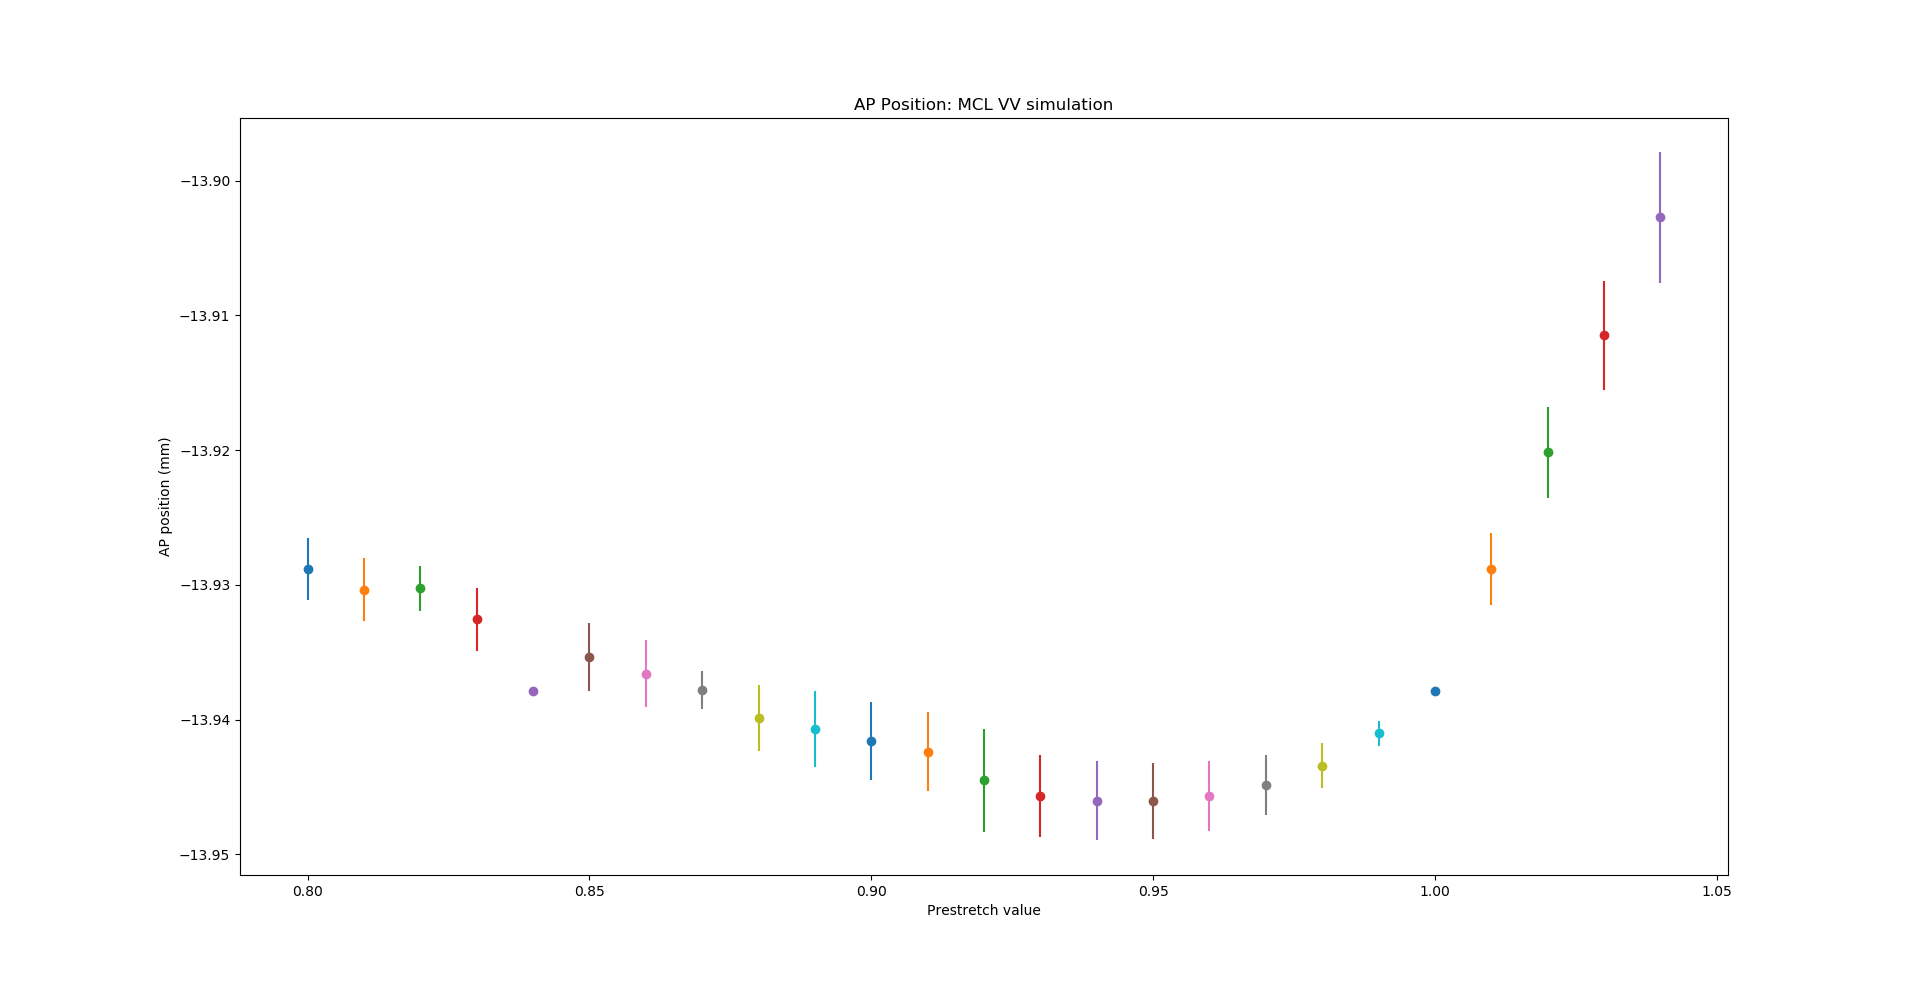 AP Position: MCL VV simulation
−13.90
−13.91
−13.92
−13.93
−13.94
−13.95
AP position (mm)
0.80 0.85 0.90 0.95 1.00 1.05
Prestretch value